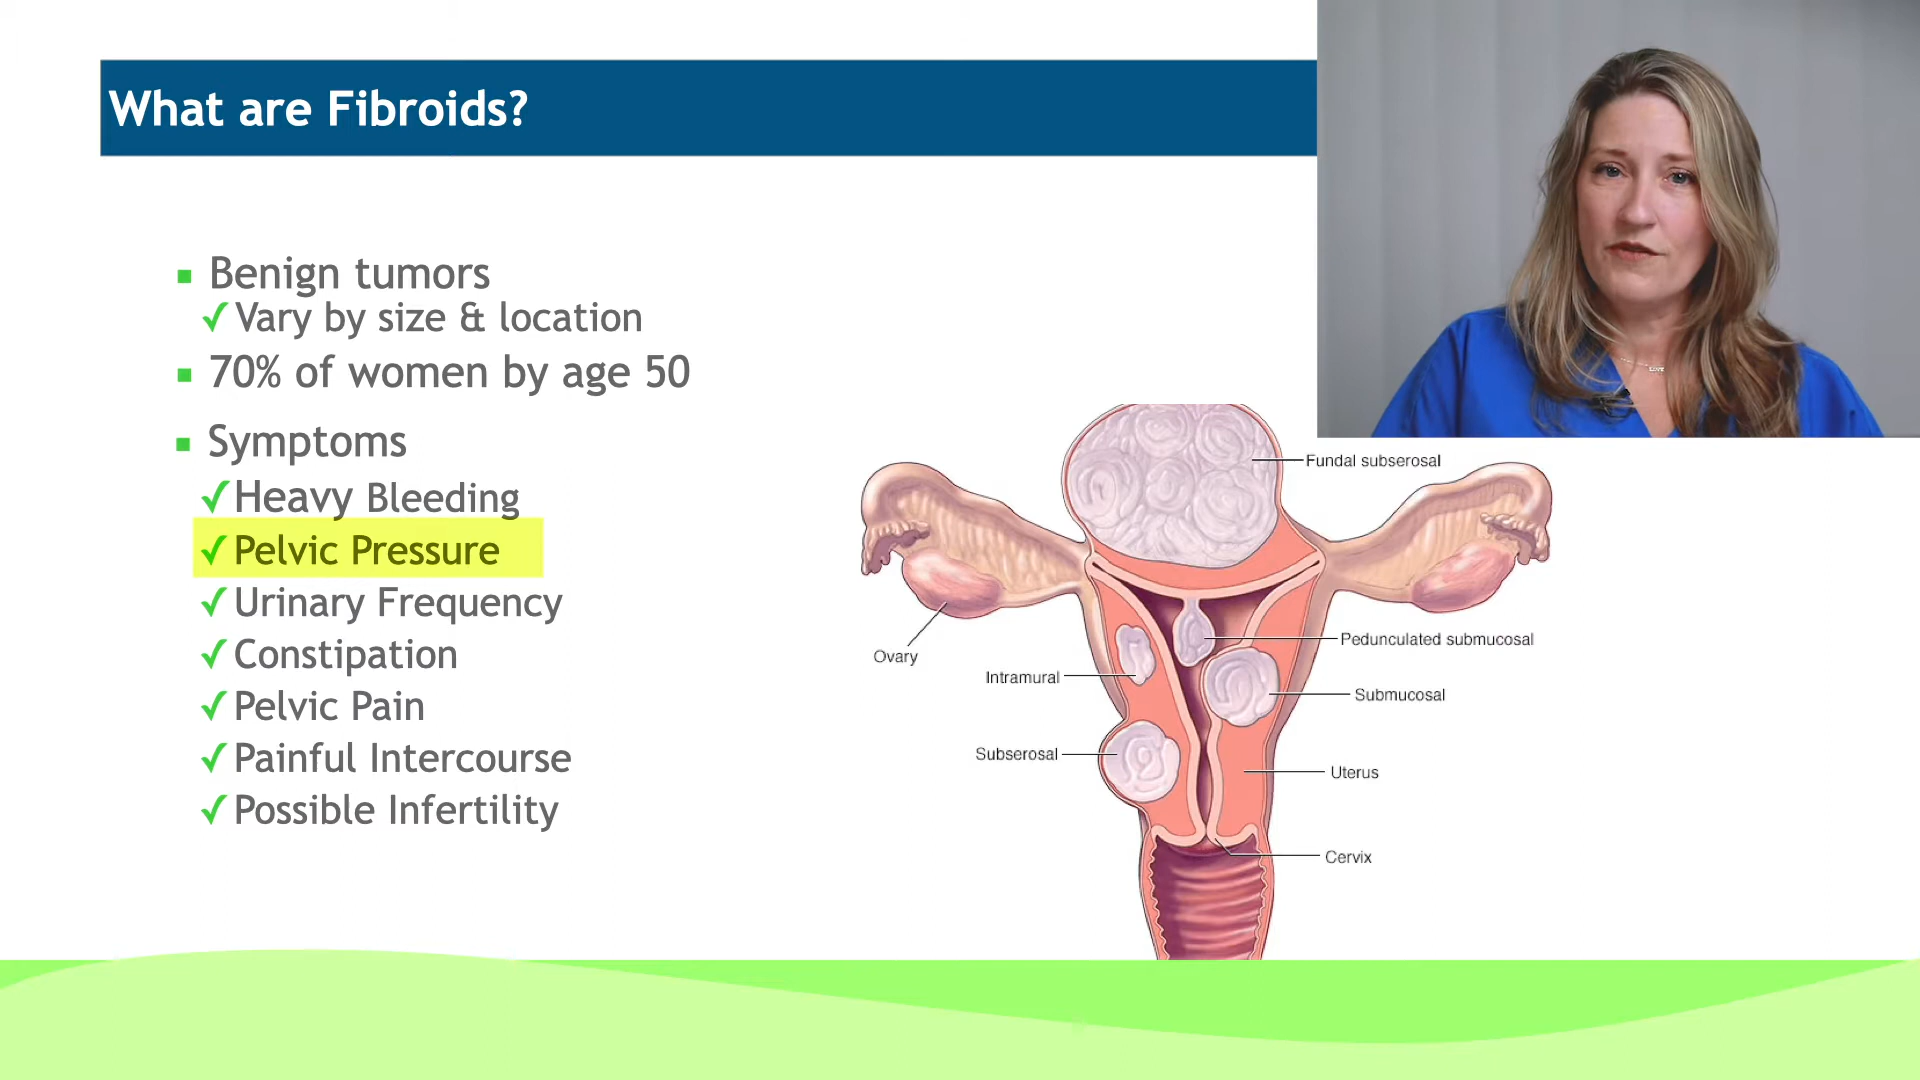 What are Fibroids?
Benign tumors
Vary by size & location
70% of women by age 50
Symptoms
Heavy Bleeding
Pelvic Pressure
Urinary Frequency
Constipation
Pelvic Pain
Painful Intercourse
Possible Infertility
Fundal subserosal
Ovary
Pedunculated submucosal
Intramural
Submucosal
Subserosal
Uterus
Cervix